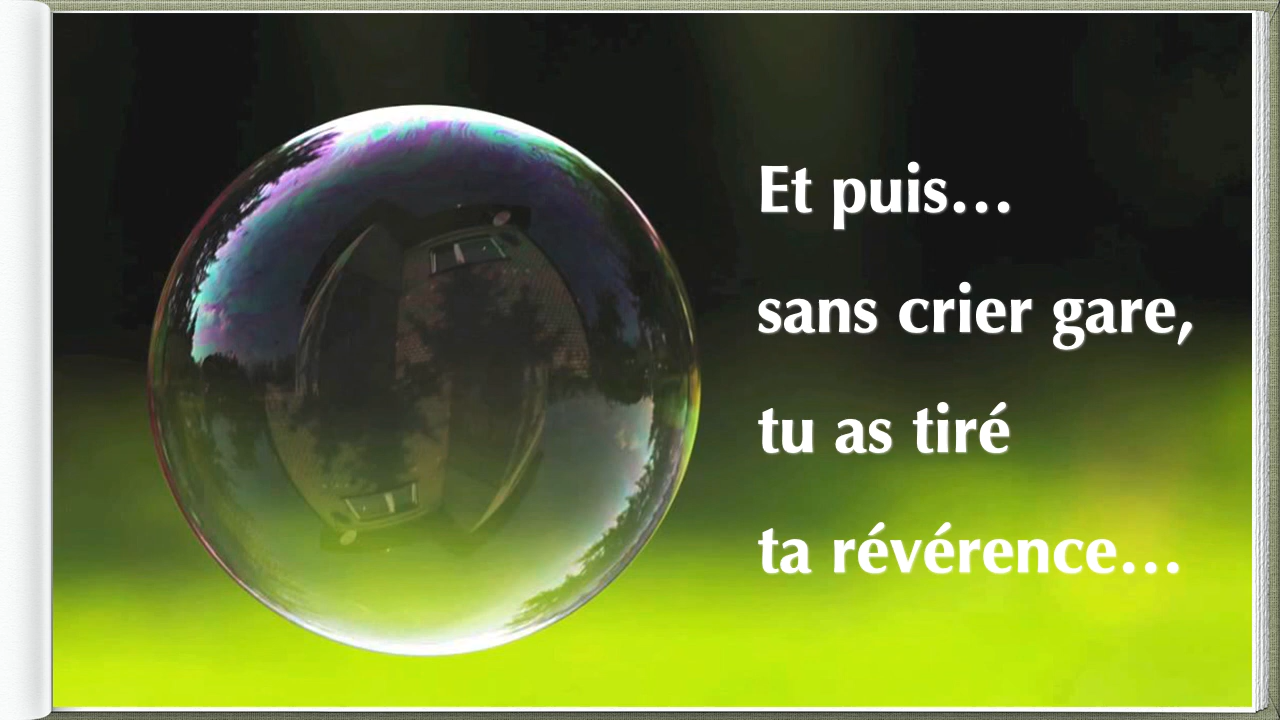 Et puis…
sans crier gare,
tu as tiré
ta révérence…